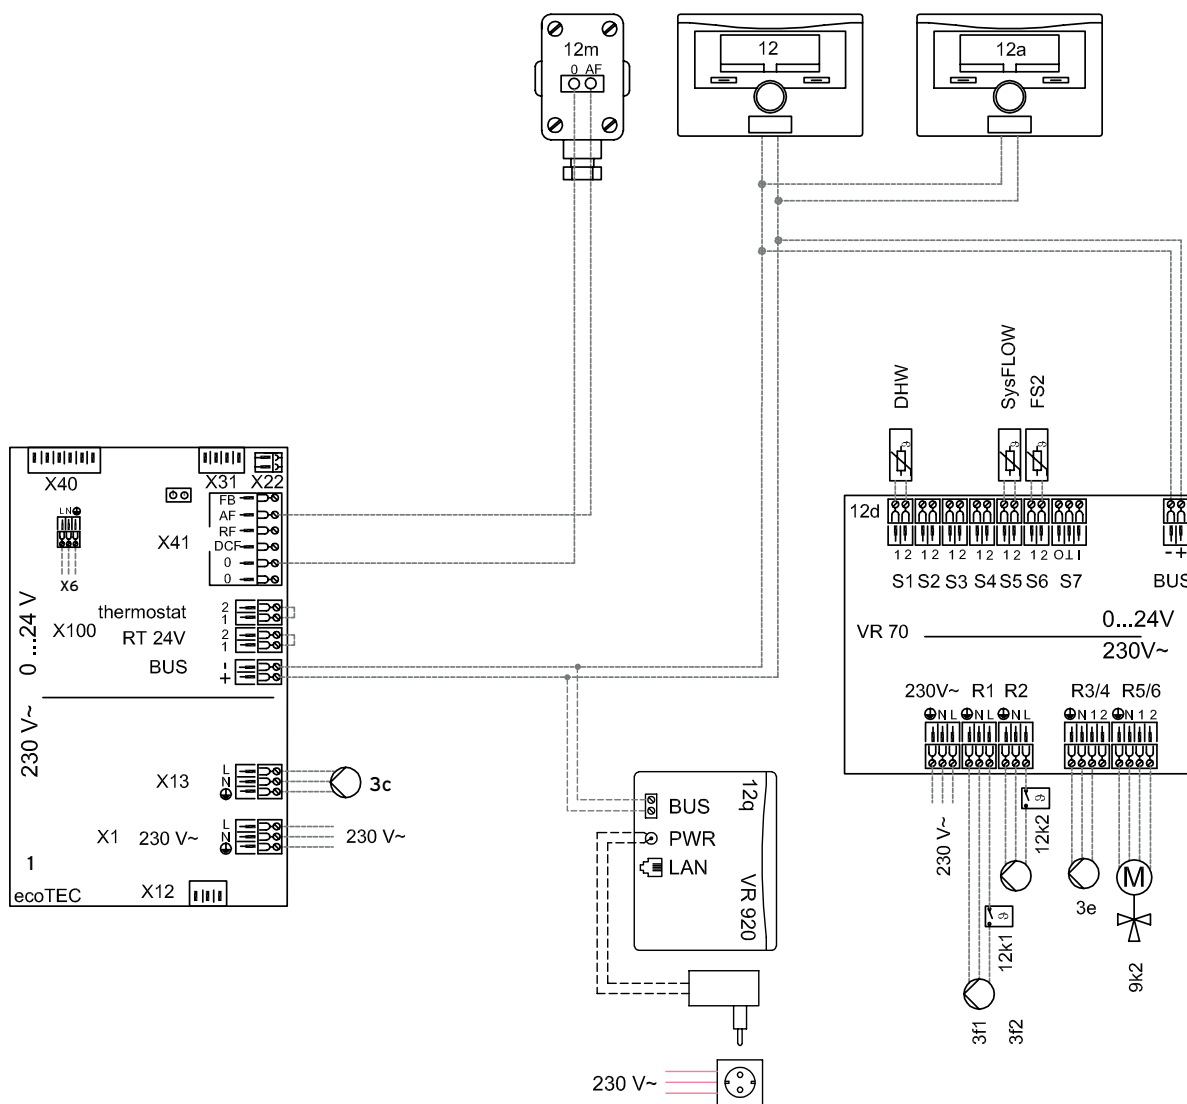 12m
0 AF
12
12a
DHW
SysFLOW
FS2
X40
X31 X22
L N
X6
X41
FB
AF
RF
DCF
0
0
0 ...24 V
X100
thermostat 2
1
RT 24V 2
1
BUS -
+
230 V~
X13 L
N
3c
X1 230 V~ L
N
230 V~
1
ecoTEC
X12
12d
1 2 1 2 1 2 1 2 1 2 1 2 O ⊥ I
S1 S2 S3 S4 S5 S6 S7
- +
BUS
VR 70
0...24V
230V~
230V~ R1 R2 R3/4 R5/6
N L N L N L N 1 2 N 1 2
12q
BUS
PWR
LAN
VR 920
230 V~
230 V~
ϑ
12k2
ϑ
12k1
3f1
3f2
3e
M
9k2